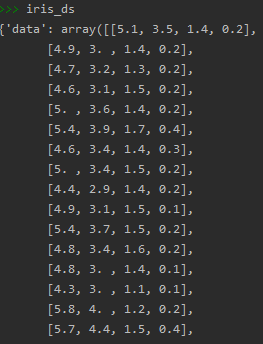 >>> iris_ds
{'data': array([[5.1, 3.5, 1.4, 0.2],
[4.9, 3. , 1.4, 0.2],
[4.7, 3.2, 1.3, 0.2],
[4.6, 3.1, 1.5, 0.2],
[5. , 3.6, 1.4, 0.2],
[5.4, 3.9, 1.7, 0.4],
[4.6, 3.4, 1.4, 0.3],
[5. , 3.4, 1.5, 0.2],
[4.4, 2.9, 1.4, 0.2],
[4.9, 3.1, 1.5, 0.1],
[5.4, 3.7, 1.5, 0.2],
[4.8, 3.4, 1.6, 0.2],
[4.8, 3. , 1.4, 0.1],
[4.3, 3. , 1.1, 0.1],
[5.8, 4. , 1.2, 0.2],
[5.7, 4.4, 1.5, 0.4],